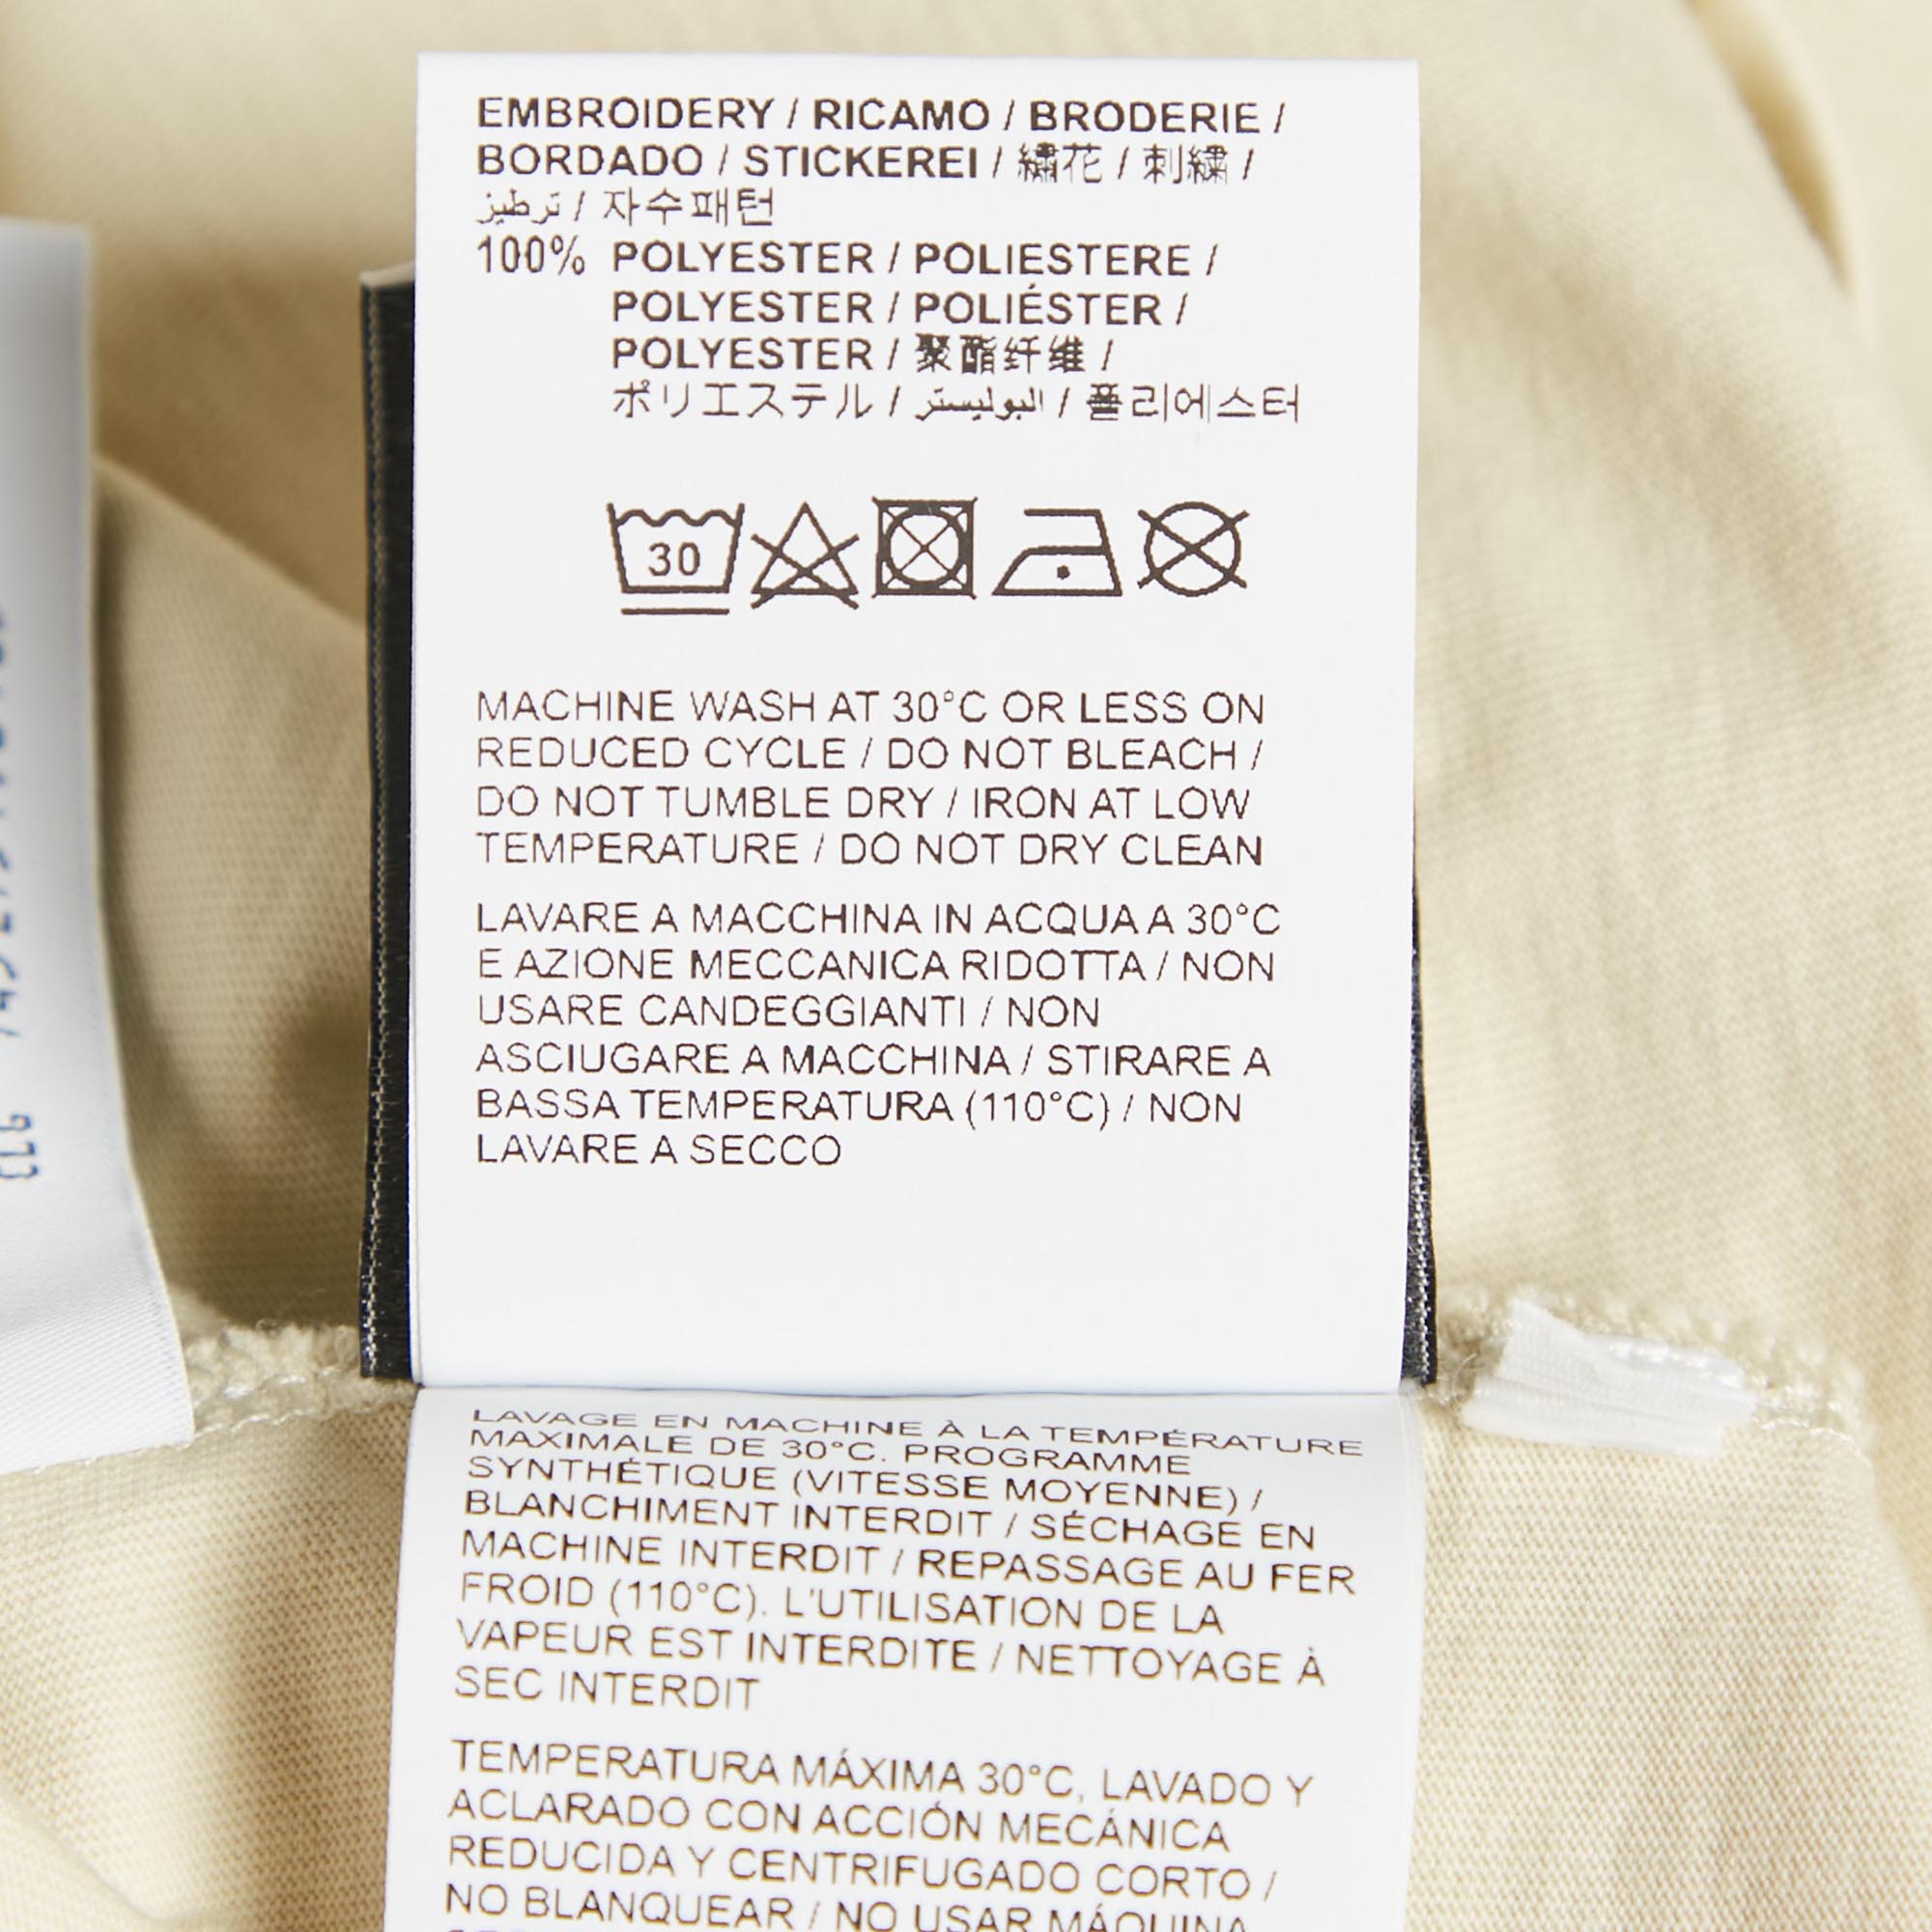 EMBROIDERY / RICAMO / BRODERIE /
BORDADO / STICKEREI / 繡花 / 刺繍 /
ترطيز / 자수패턴
100% POLYESTER / POLIESTERE /
POLYESTER / POLIÉSTER /
POLYESTER / 聚酯纤维 /
ポリエステル / البوليستر / 폴리에스터
30
MACHINE WASH AT 30°C OR LESS ON
REDUCED CYCLE / DO NOT BLEACH /
DO NOT TUMBLE DRY / IRON AT LOW
TEMPERATURE / DO NOT DRY CLEAN
LAVARE A MACCHINA IN ACQUA A 30°C
E AZIONE MECCANICA RIDOTTA / NON
USARE CANDEGGIANTI / NON
ASCIUGARE A MACCHINA / STIRARE A
BASSA TEMPERATURA (110°C) / NON
LAVARE A SECCO
LAVAGE EN MACHINE À LA TEMPÉRATURE
MAXIMALE DE 30°C. PROGRAMME
SYNTHÉTIQUE (VITESSE MOYENNE) /
BLANCHIMENT INTERDIT / SÉCHAGE EN
MACHINE INTERDIT / REPASSAGE AU FER
FROID (110°C). L'UTILISATION DE LA
VAPEUR EST INTERDITE / NETTOYAGE À
SEC INTERDIT
TEMPERATURA MÁXIMA 30°C, LAVADO Y
ACLARADO CON ACCIÓN MECÁNICA
REDUCIDA Y CENTRIFUGADO CORTO /
NO BLANQUEAR / NO USAR MÁQUINA